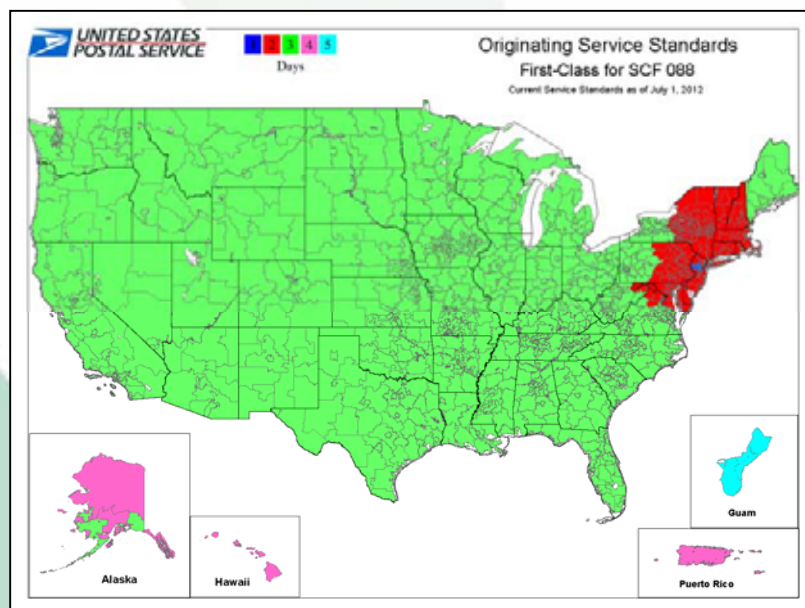 UNITED STATES
POSTAL SERVICE
1 2 3 4 5
Days
Originating Service Standards
First-Class for SCF 088
Current Service Standards as of July 1, 2012
Alaska
Hawaii
Guam
Puerto Rico